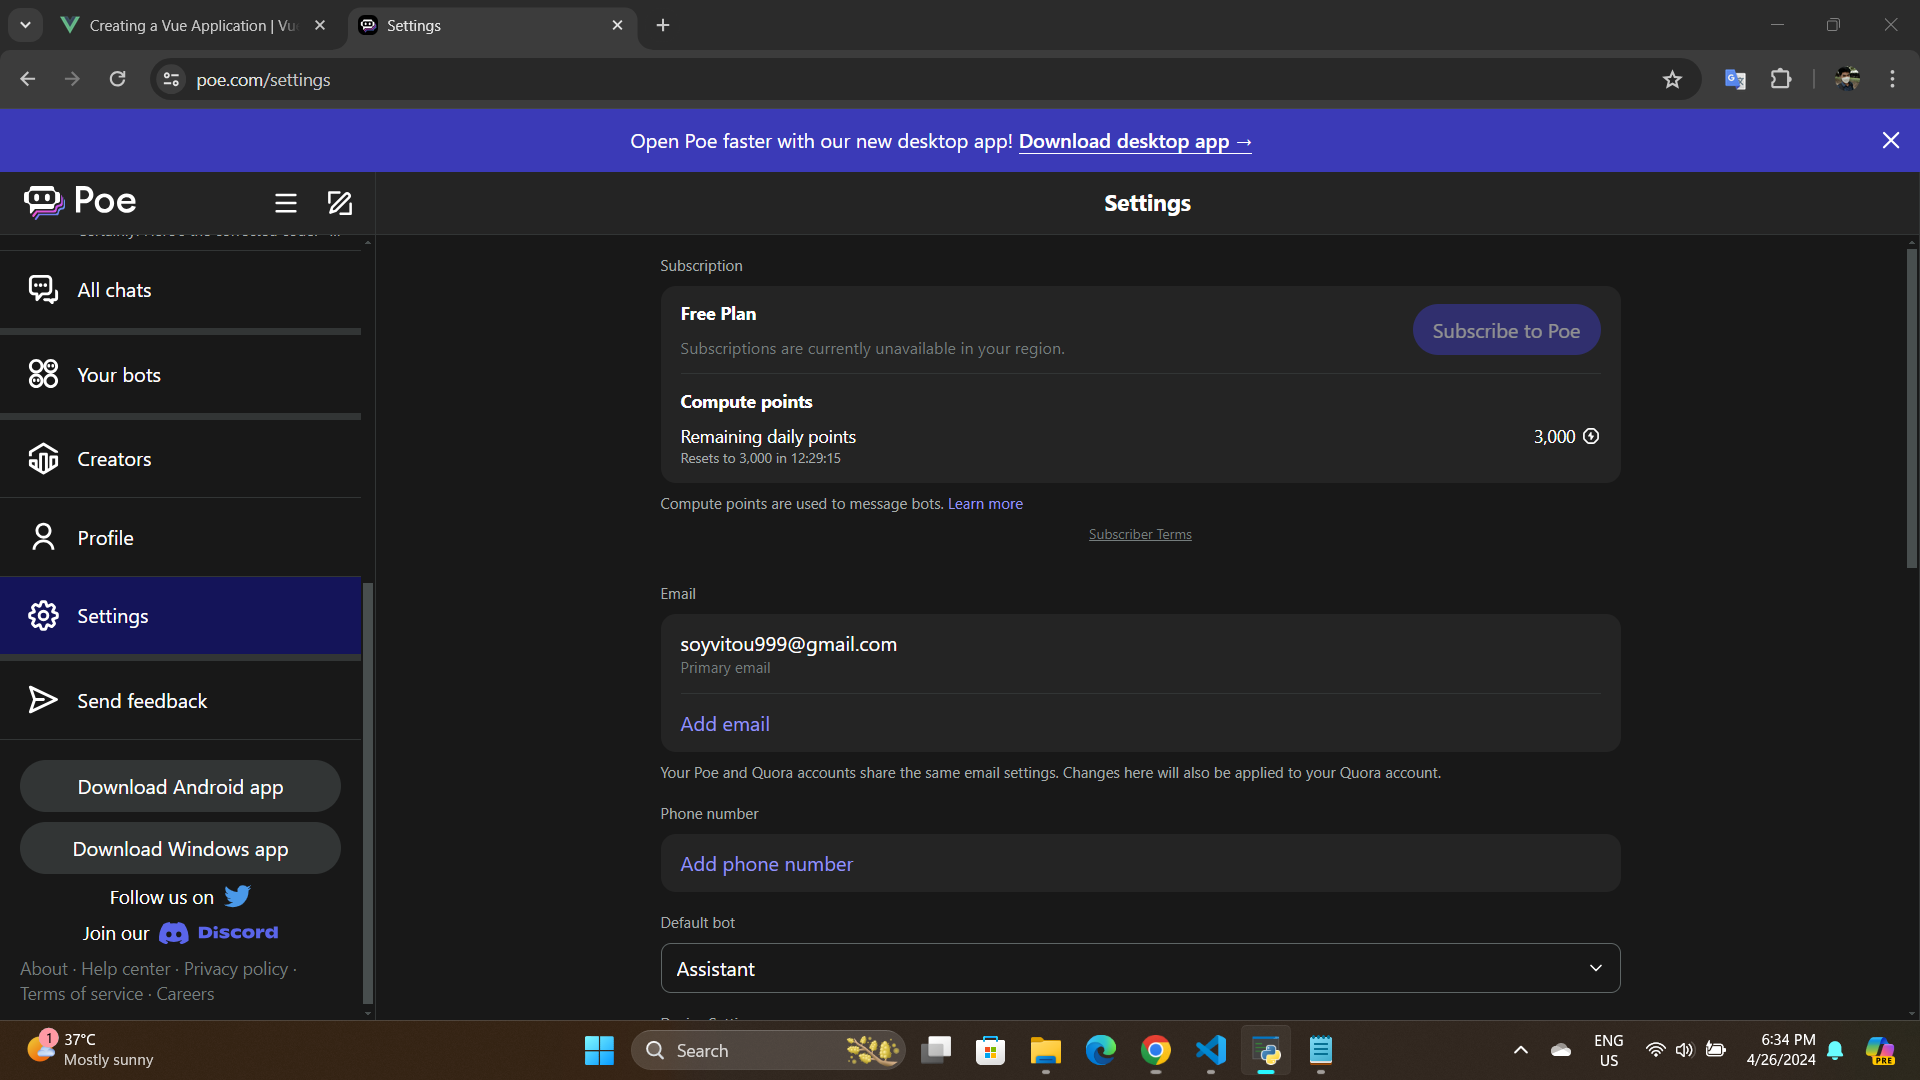 Creating a Vue Application | Vu
Settings
poe.com/settings
Open Poe faster with our new desktop app! Download desktop app →
Poe
Settings
All chats
Your bots
Creators
Profile
Settings
Send feedback
Download Android app
Download Windows app
Follow us on
Join our Discord
About · Help center · Privacy policy ·
Terms of service · Careers
Subscription
Free Plan
Subscriptions are currently unavailable in your region.
Subscribe to Poe
Compute points
Remaining daily points
3,000
Resets to 3,000 in 12:29:15
Compute points are used to message bots. Learn more
Subscriber Terms
Email
soyvitou999@gmail.com
Primary email
Add email
Your Poe and Quora accounts share the same email settings. Changes here will also be applied to your Quora account.
Phone number
Add phone number
Default bot
Assistant
1
37°C
Mostly sunny
Search
ENG
US
6:34 PM
4/26/2024
PRE